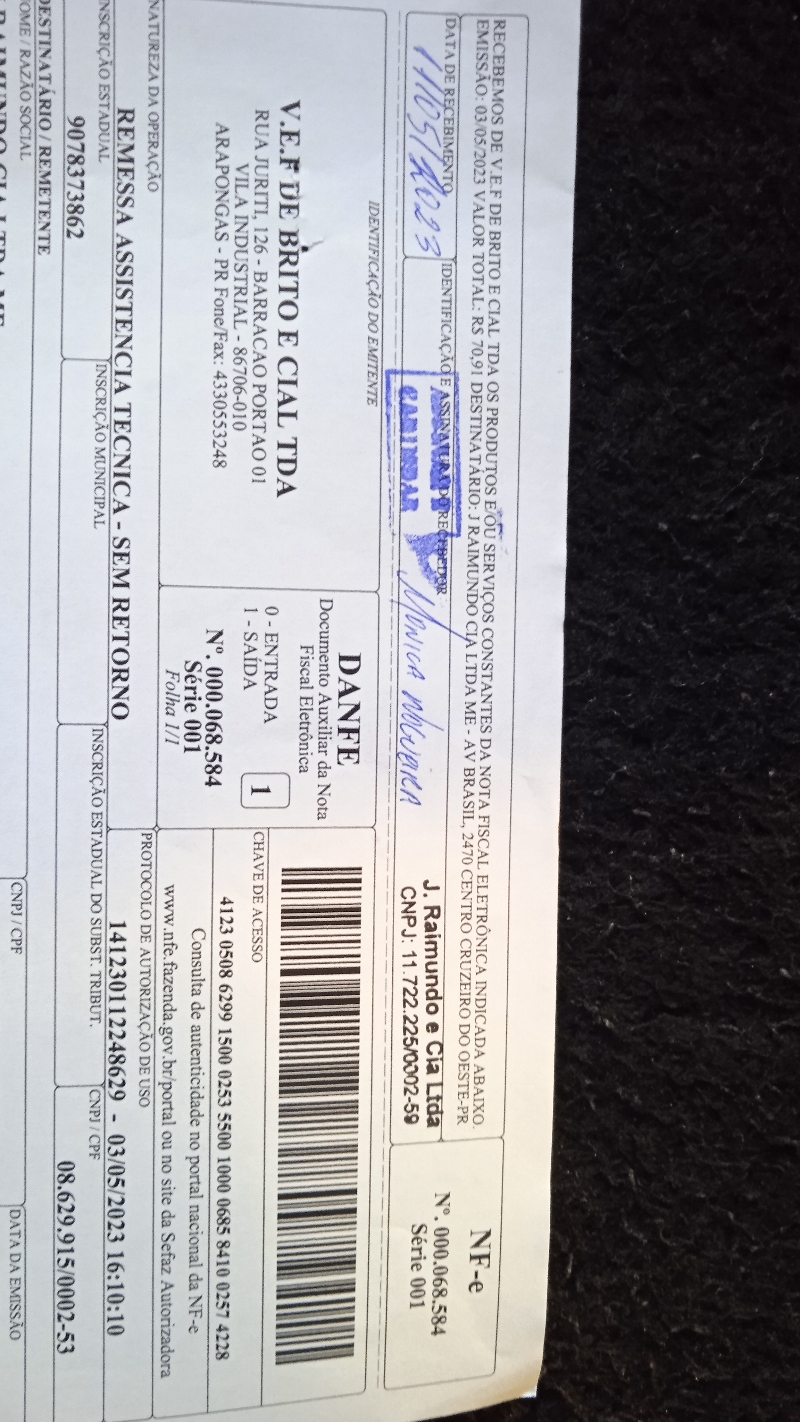 RECEBEMOS DE V.E.F DE BRITO E CIAL TDA OS PRODUTOS E/OU SERVIÇOS CONSTANTES DA NOTA FISCAL ELETRÔNICA INDICADA ABAIXO.
EMISSÃO: 03/05/2023 VALOR TOTAL: R$ 70,91 DESTINATÁRIO: J RAIMUNDO CIA LTDA ME - AV BRASIL, 2470 CENTRO CRUZEIRO DO OESTE-PR
DATA DE RECEBIMENTO
11/05/2023
IDENTIFICAÇÃO E ASSINATURA DO RECEBEDOR
CARIMBAR
Monica Nogueira
J. Raimundo e Cia Ltda
CNPJ: 11.722.225/0002-59
NF-e
Nº. 000.068.584
Série 001
IDENTIFICAÇÃO DO EMITENTE
V.E.F DE BRITO E CIAL TDA
RUA JURITI, 126 - BARRACAO PORTAO 01
VILA INDUSTRIAL - 86706-010
ARAPONGAS - PR Fone/Fax: 4330553248
DANFE
Documento Auxiliar da Nota
Fiscal Eletrônica
0 - ENTRADA
1 - SAÍDA
1
Nº. 000.068.584
Série 001
Folha 1/1
CHAVE DE ACESSO
4123 0508 6299 1500 0253 5500 1000 0685 8410 0257 4228
Consulta de autenticidade no portal nacional da NF-e
www.nfe.fazenda.gov.br/portal ou no site da Sefaz Autorizadora
NATUREZA DA OPERAÇÃO
REMESSA ASSISTENCIA TECNICA - SEM RETORNO
PROTOCOLO DE AUTORIZAÇÃO DE USO
141230112248629 - 03/05/2023 16:10:10
INSCRIÇÃO ESTADUAL
9078373862
INSCRIÇÃO MUNICIPAL
INSCRIÇÃO ESTADUAL DO SUBST. TRIBUT.
CNPJ / CPF
08.629.915/0002-53
DESTINATÁRIO / REMETENTE
NOME / RAZÃO SOCIAL
J RAIMUNDO CIA LTDA ME
CNPJ / CPF
DATA DA EMISSÃO